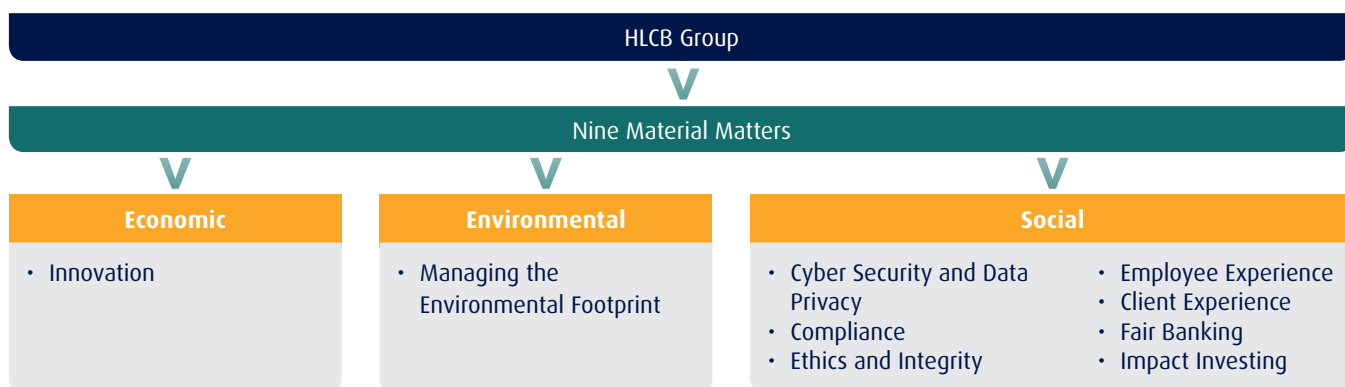 HLCB Group
Nine Material Matters
Economic
• Innovation
Environmental
• Managing the
Environmental Footprint
Social
• Cyber Security and Data
Privacy
• Compliance
• Ethics and Integrity
• Employee Experience
• Client Experience
• Fair Banking
• Impact Investing